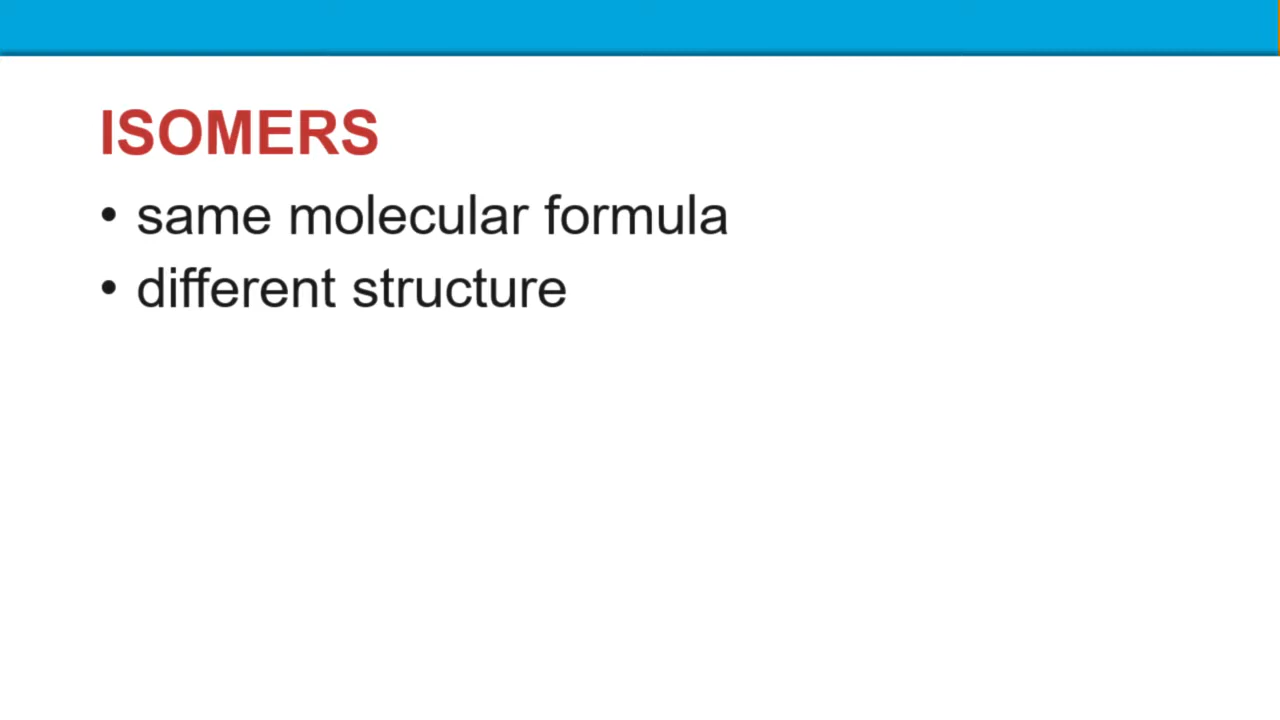 ISOMERS
• same molecular formula
• different structure